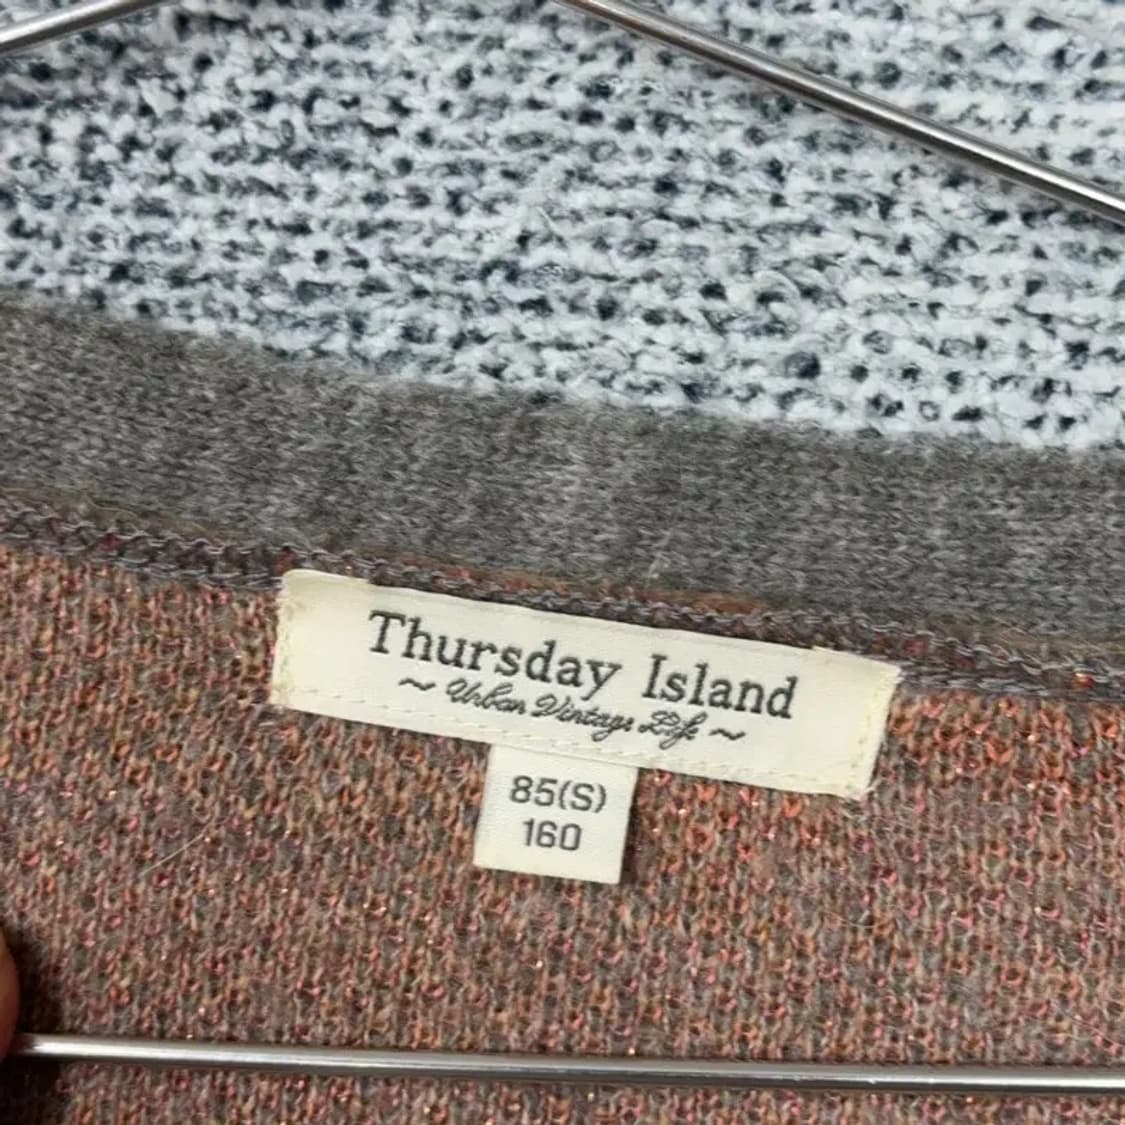 Thursday Island
~ Urban Vintage Life ~
85(S)
160